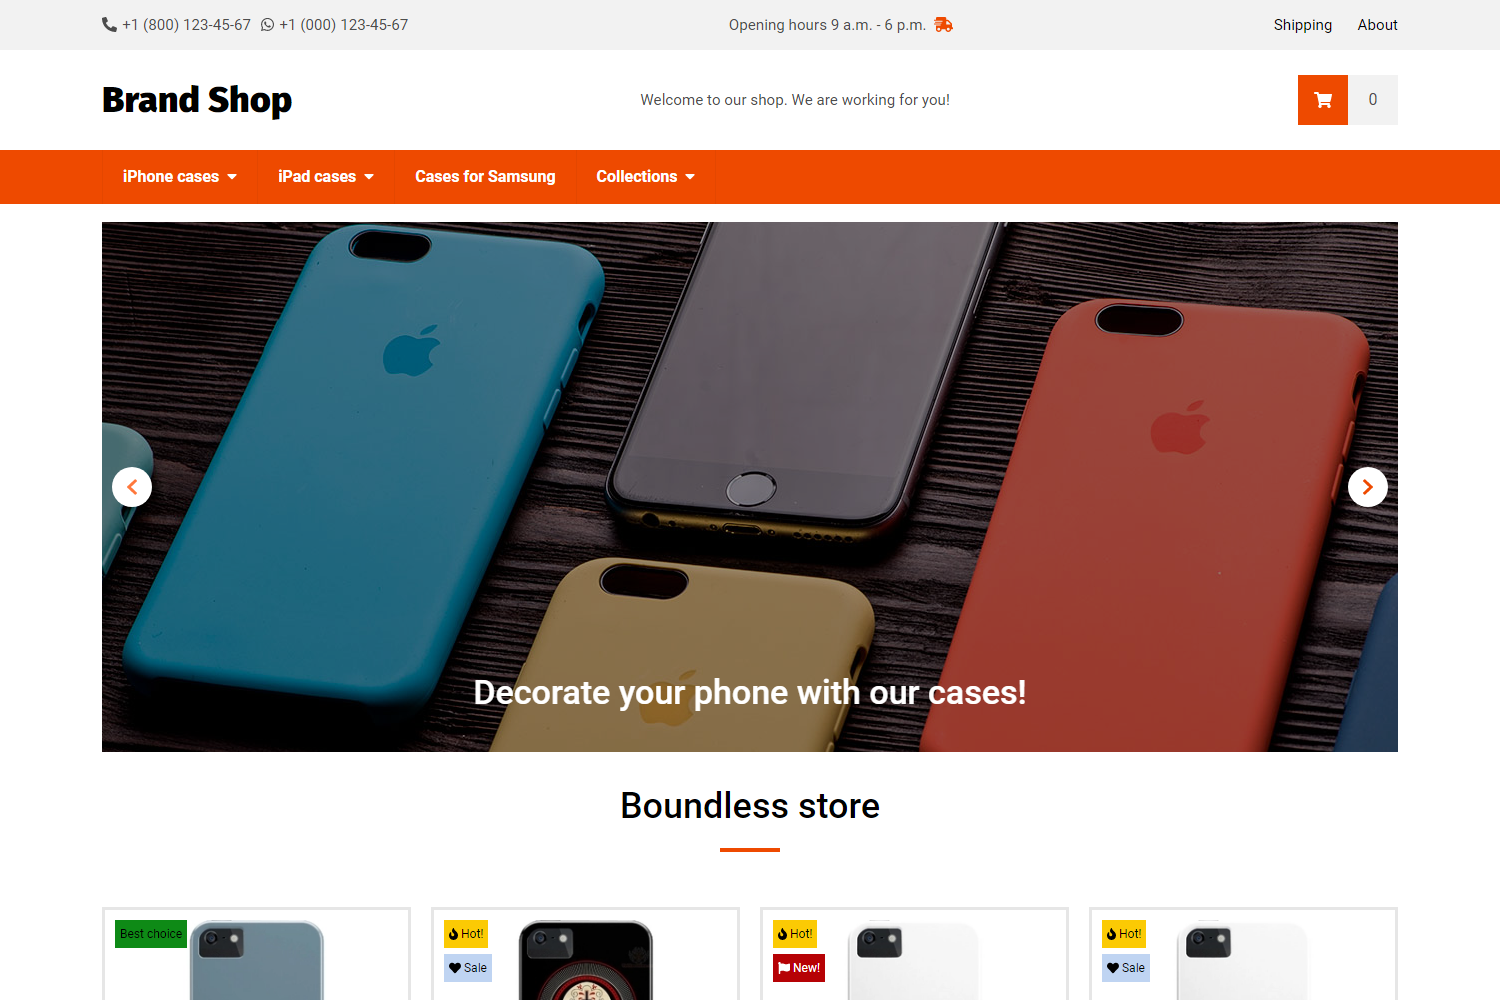 +1 (800) 123-45-67 +1 (000) 123-45-67 Opening hours 9 a.m. - 6 p.m. Shipping About
Brand Shop Welcome to our shop. We are working for you! 0
iPhone cases iPad cases Cases for Samsung Collections
Decorate your phone with our cases!
Boundless store
Best choice Hot! Hot! Hot!
Sale New! Sale